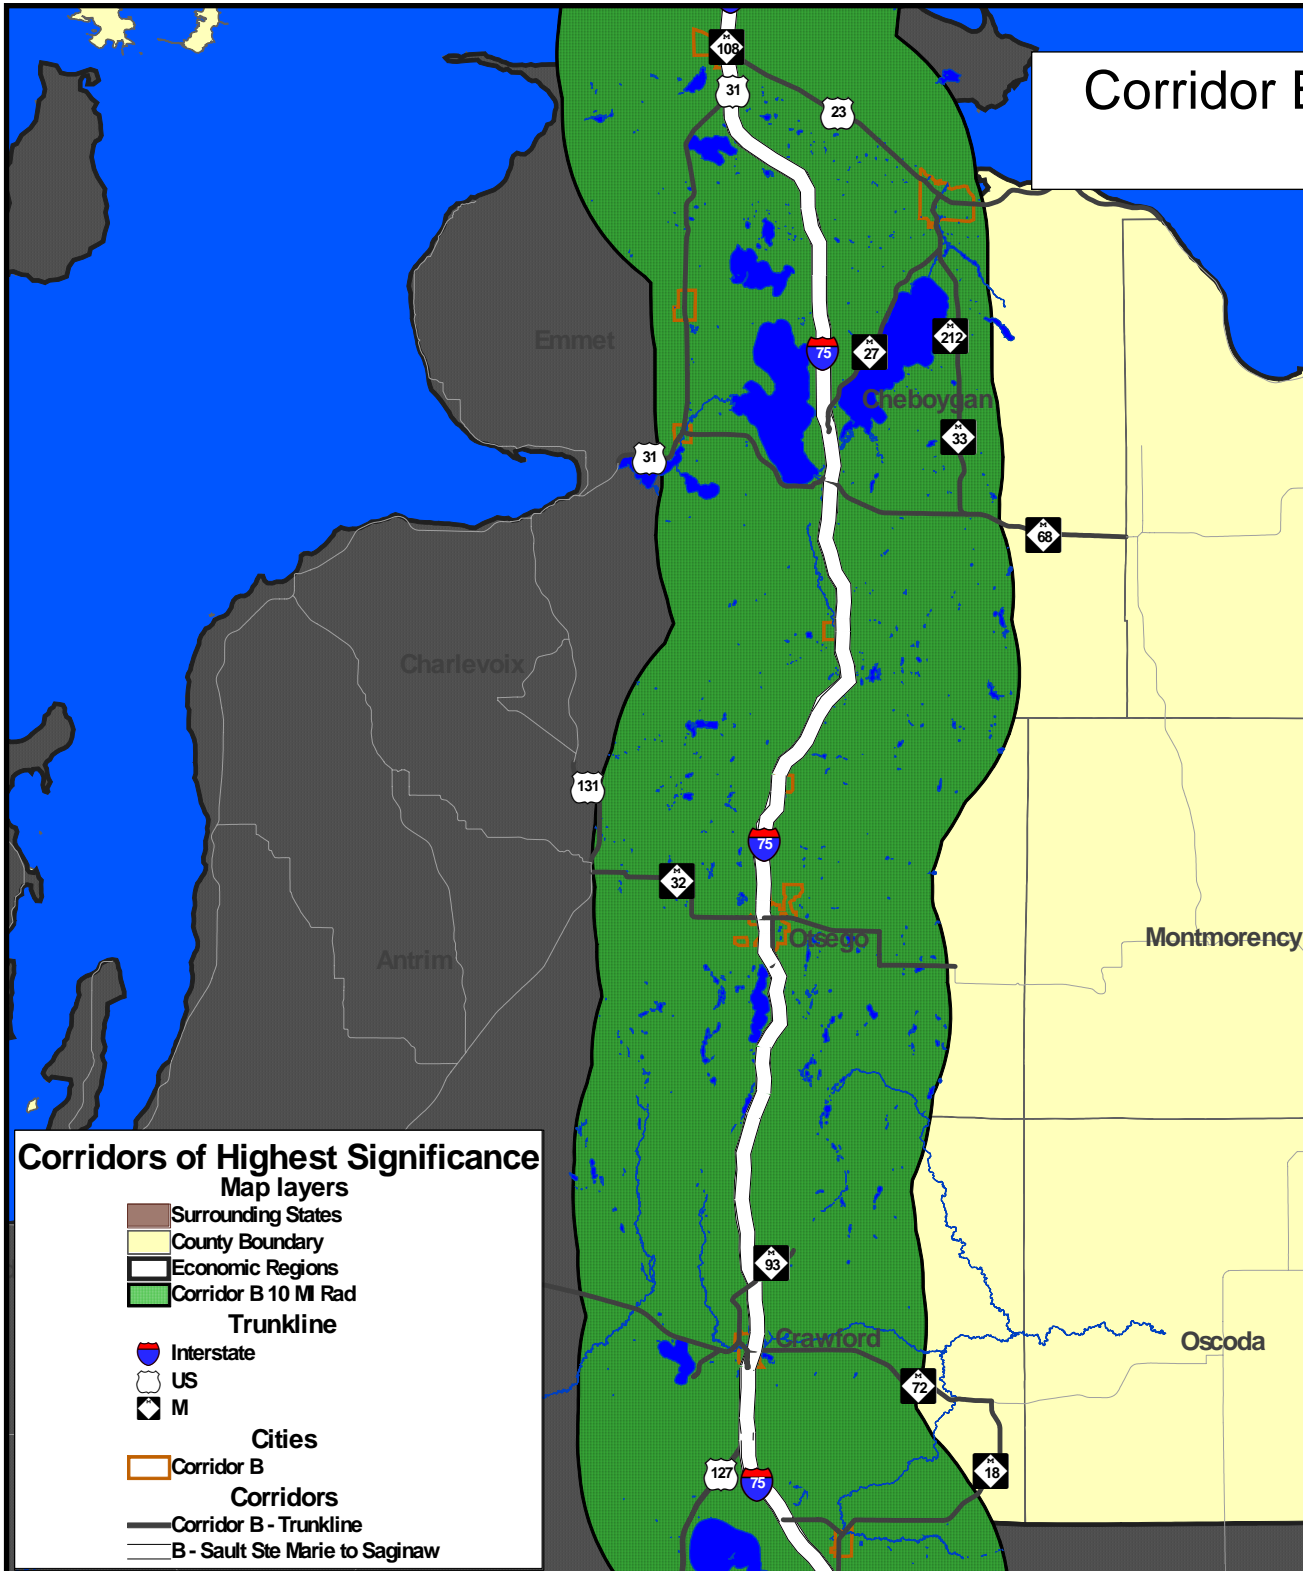 Corridor B
M
108
31
23
Emmet
75
M
27
M
212
Cheboygan
31
M
33
M
68
Charlevoix
131
75
M
32
Otsego
Montmorency
Antrim
Corridors of Highest Significance
Map layers
Surrounding States
County Boundary
Economic Regions
Corridor B 10 MI Rad
Trunkline
Interstate
US
M
Cities
Corridor B
Corridors
Corridor B - Trunkline
B - Sault Ste Marie to Saginaw
M
93
Crawford
Oscoda
M
72
127
75
M
18